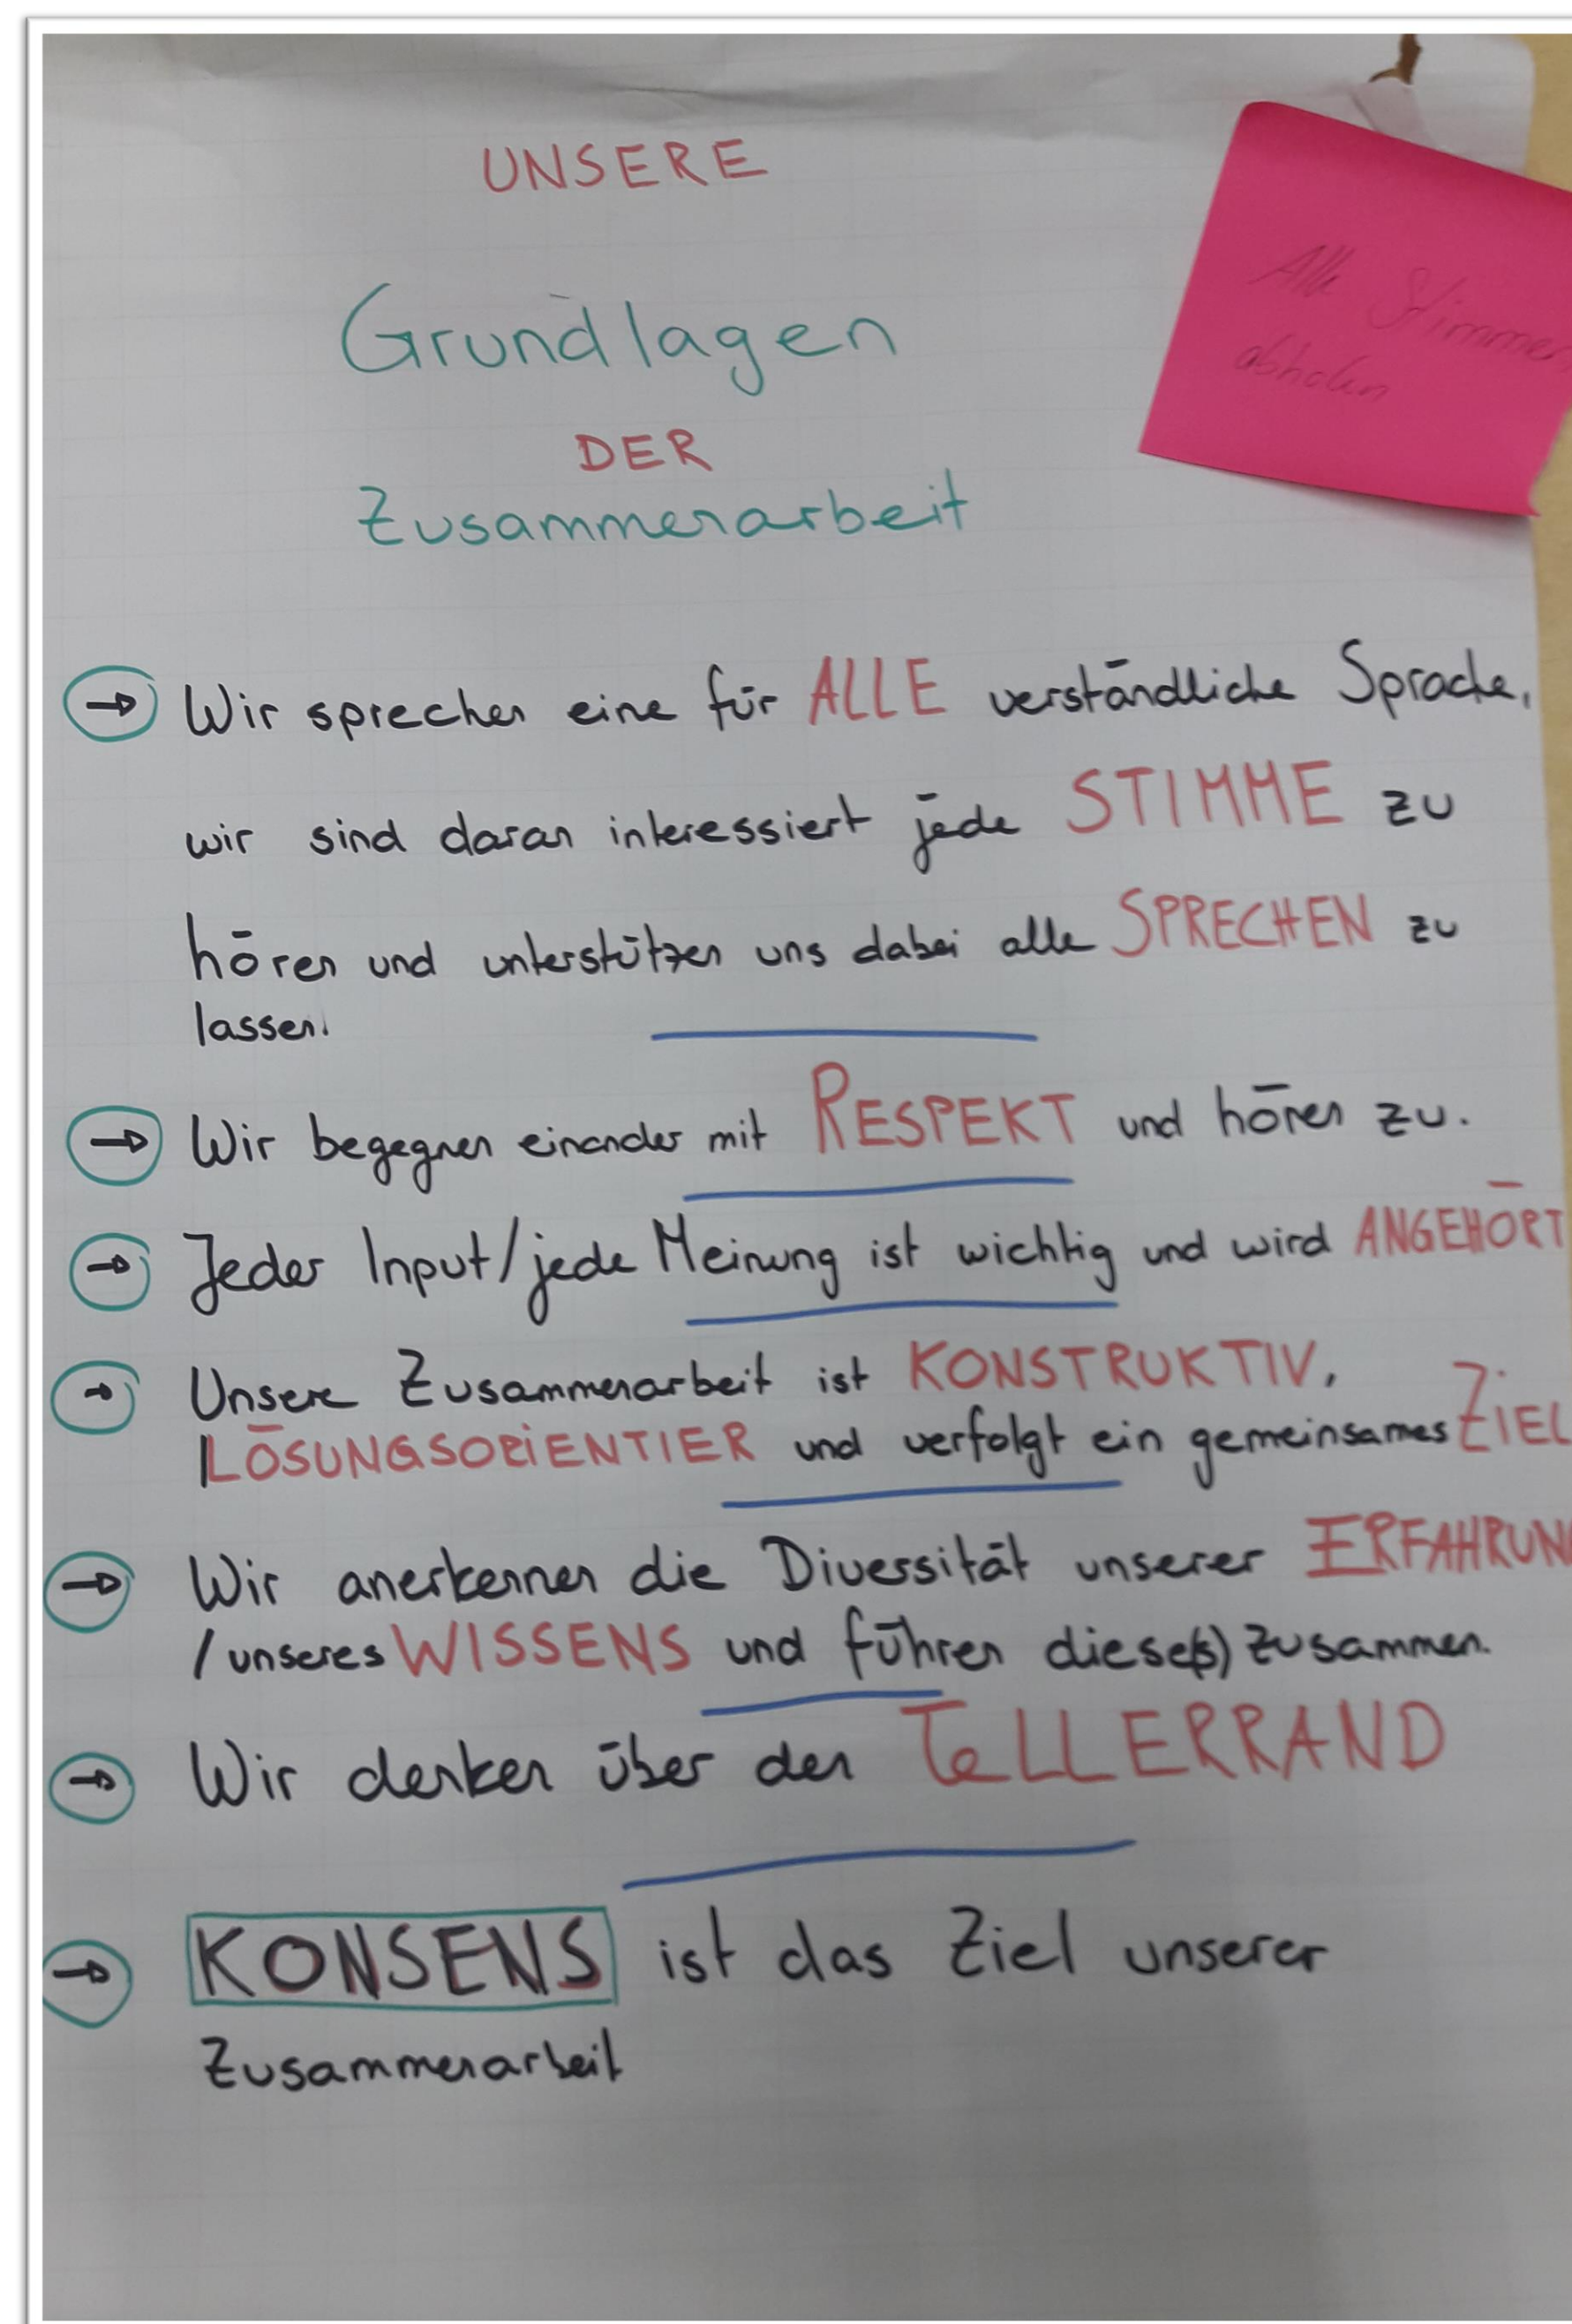 UNSERE
Grundlagen
DER
Zusammenarbeit
Alle Stimmen
abholen
→ Wir sprechen eine für ALLE verständliche Sprache,
wir sind daran interessiert jede STIMME zu
hören und unterstützen uns dabei alle SPRECHEN zu
lassen.
→ Wir begegnen einander mit RESPEKT und hören zu.
→ Jeder Input/jede Meinung ist wichtig und wird ANGEHÖRT
→ Unsere Zusammenarbeit ist KONSTRUKTIV,
LÖSUNGSORIENTIER und verfolgt ein gemeinsames ZIEL
→ Wir anerkennen die Diversität unserer ERFAHRUNG
/unseres WISSENS und führen diese(s) zusammen.
→ Wir denken über den TeLLERRAND
→ KONSENS ist das Ziel unserer
Zusammenarbeit